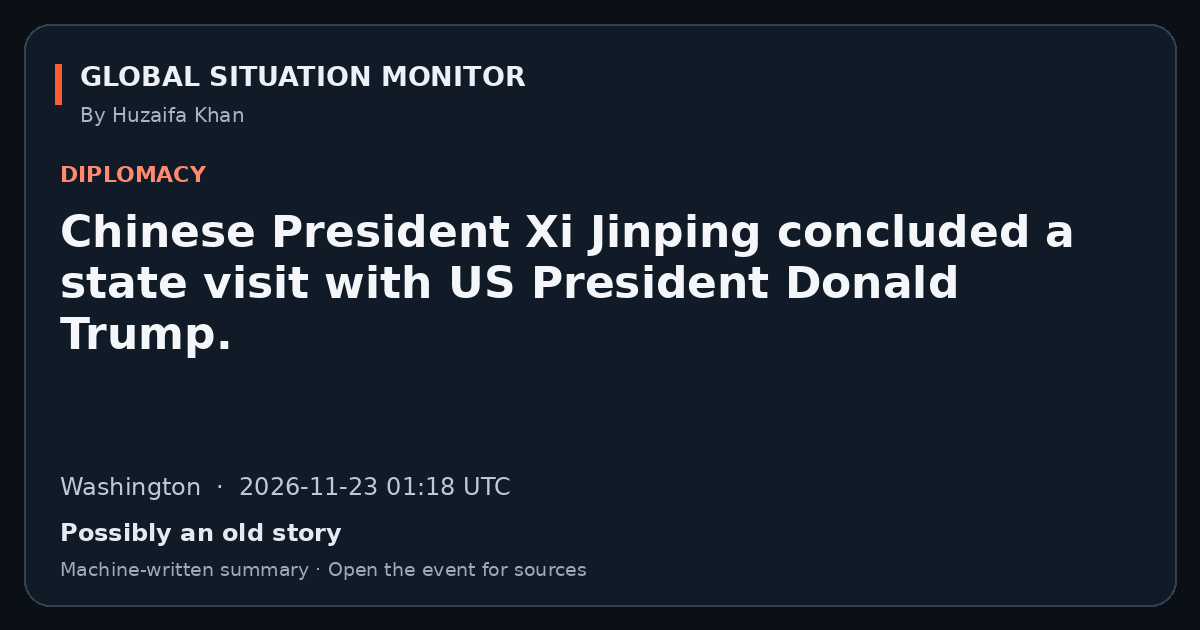 GLOBAL SITUATION MONITOR
By Huzaifa Khan
DIPLOMACY
Chinese President Xi Jinping concluded a
state visit with US President Donald
Trump.
Washington · 2026-11-23 01:18 UTC
Possibly an old story
Machine-written summary · Open the event for sources